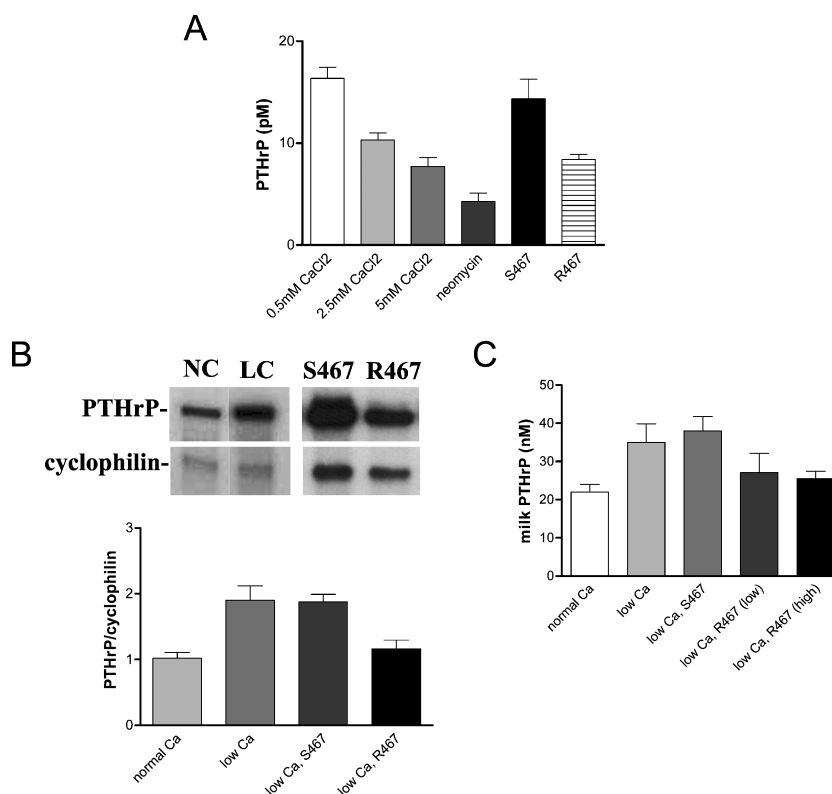 A
20
10
0
PTHrP (pM)
0.5mM CaCl2
2.5mM CaCl2
5mM CaCl2
neomycin
S467
R467
B
NC LC S467 R467
PTHrP-
cyclophilin-
3
2
1
0
PTHrP/cyclophilin
normal Ca
low Ca
low Ca, S467
low Ca, R467
C
50
40
30
20
10
0
milk PTHrP (nM)
normal Ca
low Ca
low Ca, S467
low Ca, R467 (low)
low Ca, R467 (high)